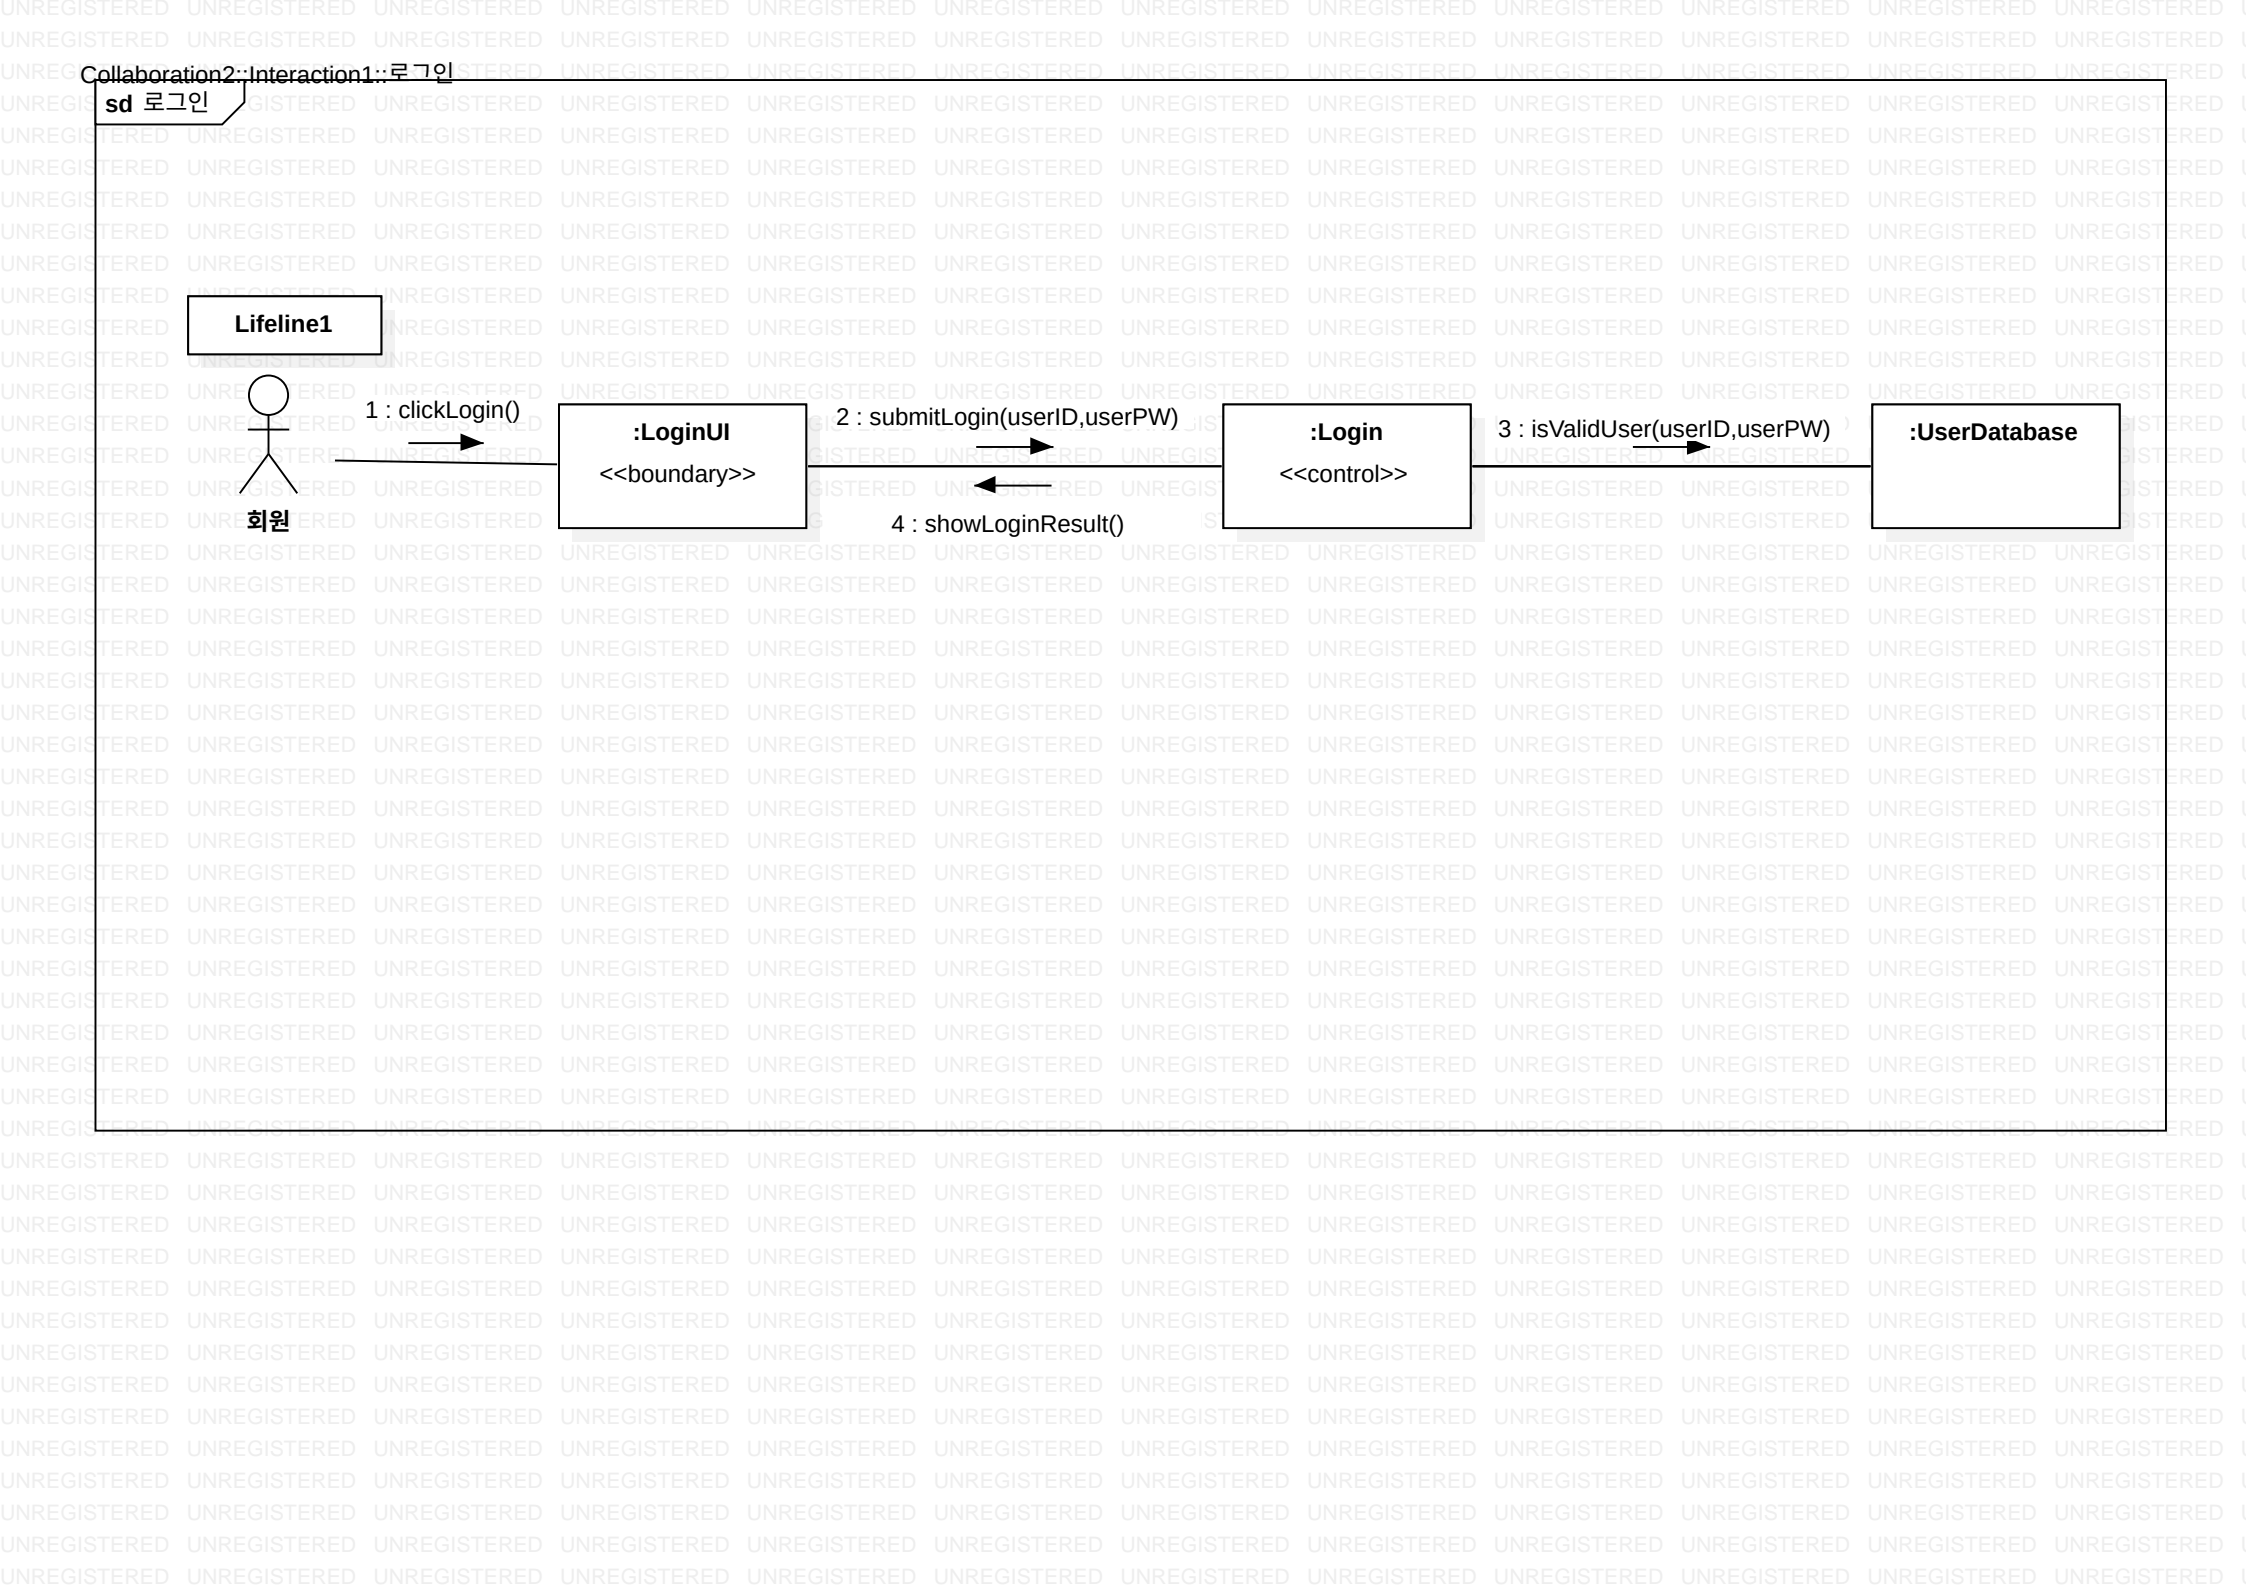 Collaboration2::Interaction1::로그인
sd 로그인
Lifeline1
1 : clickLogin()
회원
:LoginUI
<<boundary>>
2 : submitLogin(userID,userPW)
4 : showLoginResult()
:Login
<<control>>
3 : isValidUser(userID,userPW)
:UserDatabase
UNREGISTERED